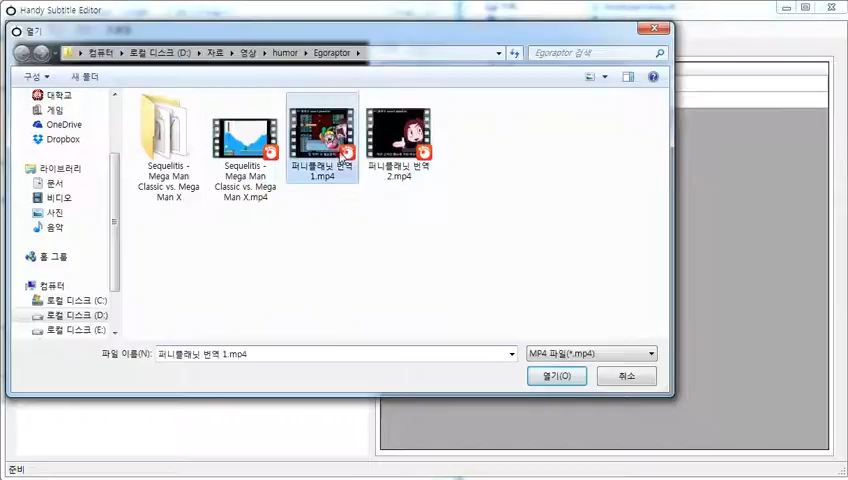 Handy Subtitle Editor
열기
컴퓨터
로컬 디스크 (D:)
자료
영상
humor
Egoraptor
Egoraptor 검색
구성
새 폴더
대학교
게임
OneDrive
Dropbox
라이브러리
문서
비디오
사진
음악
홈 그룹
컴퓨터
로컬 디스크 (C:)
로컬 디스크 (D:)
로컬 디스크 (E:)
Sequelitis -
Mega Man
Classic vs. Mega
Man X
Sequelitis -
Mega Man
Classic vs. Mega
Man X.mp4
퍼니플래닛 번역
1.mp4
퍼니플래닛 번역
2.mp4
파일 이름(N):
퍼니플래닛 번역 1.mp4
MP4 파일(*.mp4)
열기(O)
취소
준비